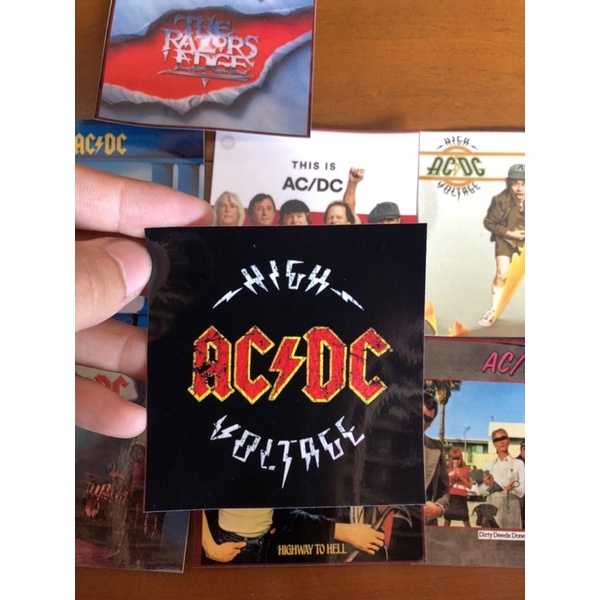 THE
RAZORS
EDGE
AC⚡DC
THIS IS
AC/DC
HIGH
AC⚡DC
VOLTAGE
HIGH
AC⚡DC
VOLTAGE
AC/
HIGHWAY TO HELL
Dirty Deeds Done